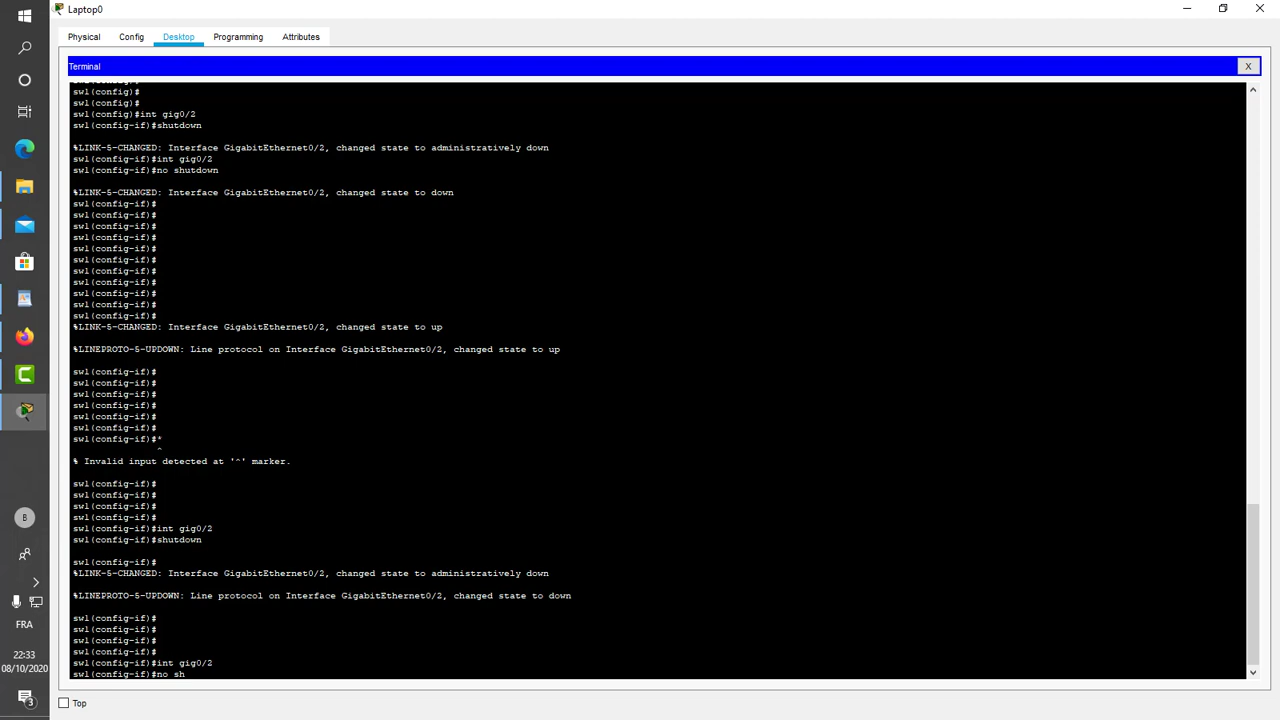 Laptop0
Physical Config Desktop Programming Attributes
Terminal X
sw1(config)#
sw1(config)#
sw1(config)#int gig0/2
sw1(config-if)#shutdown
%LINK-5-CHANGED: Interface GigabitEthernet0/2, changed state to administratively down
sw1(config-if)#int gig0/2
sw1(config-if)#no shutdown
%LINK-5-CHANGED: Interface GigabitEthernet0/2, changed state to down
sw1(config-if)#
sw1(config-if)#
sw1(config-if)#
sw1(config-if)#
sw1(config-if)#
sw1(config-if)#
sw1(config-if)#
sw1(config-if)#
sw1(config-if)#
sw1(config-if)#
sw1(config-if)#
%LINK-5-CHANGED: Interface GigabitEthernet0/2, changed state to up
%LINEPROTO-5-UPDOWN: Line protocol on Interface GigabitEthernet0/2, changed state to up
sw1(config-if)#
sw1(config-if)#
sw1(config-if)#
sw1(config-if)#
sw1(config-if)#
sw1(config-if)#
sw1(config-if)#*
^
% Invalid input detected at '^' marker.
sw1(config-if)#
sw1(config-if)#
sw1(config-if)#
sw1(config-if)#
sw1(config-if)#int gig0/2
sw1(config-if)#shutdown
sw1(config-if)#
%LINK-5-CHANGED: Interface GigabitEthernet0/2, changed state to administratively down
%LINEPROTO-5-UPDOWN: Line protocol on Interface GigabitEthernet0/2, changed state to down
sw1(config-if)#
sw1(config-if)#
sw1(config-if)#
sw1(config-if)#
sw1(config-if)#int gig0/2
sw1(config-if)#no sh
Top
B
FRA
22:33
08/10/2020
3